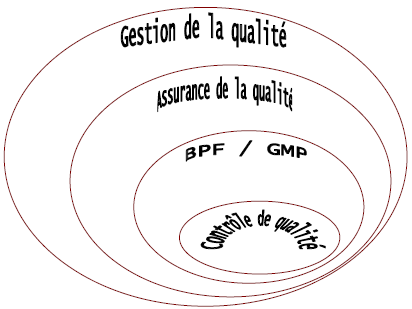 Gestion de la qualité
Assurance de la qualité
BPF / GMP
Contrôle de qualité